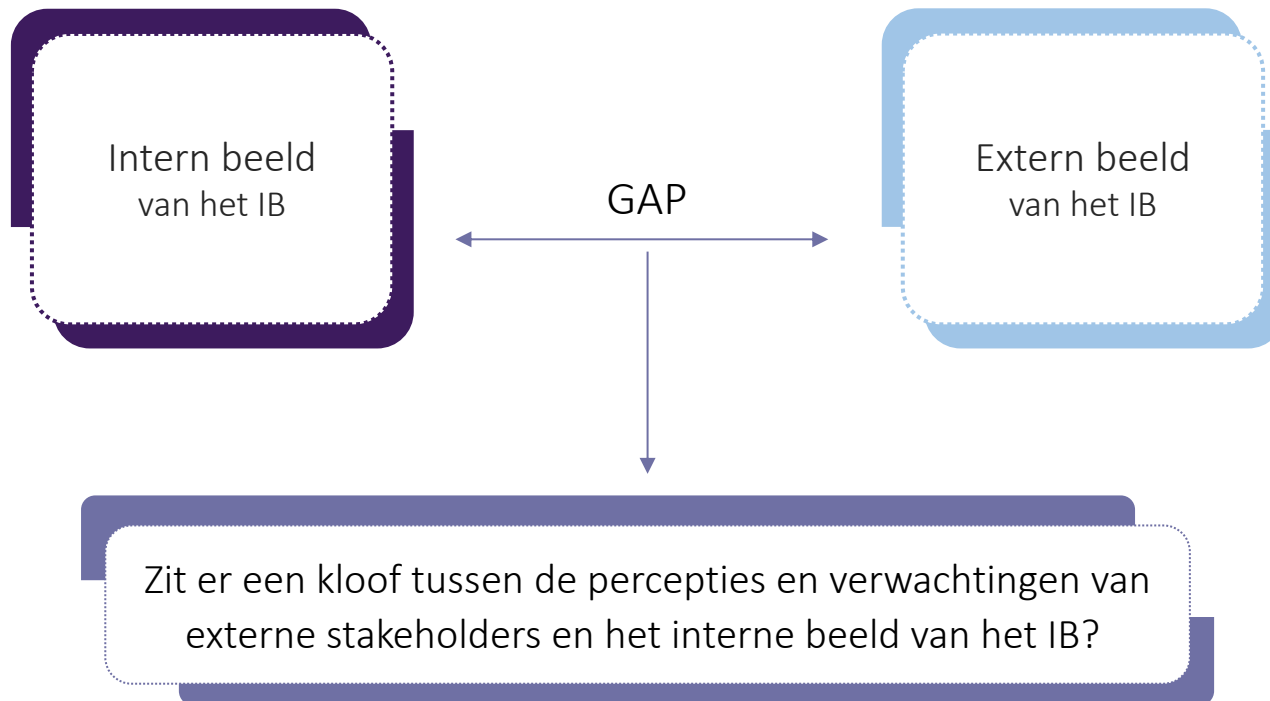 Intern beeld
van het IB
GAP
Extern beeld
van het IB
Zit er een kloof tussen de percepties en verwachtingen van
externe stakeholders en het interne beeld van het IB?